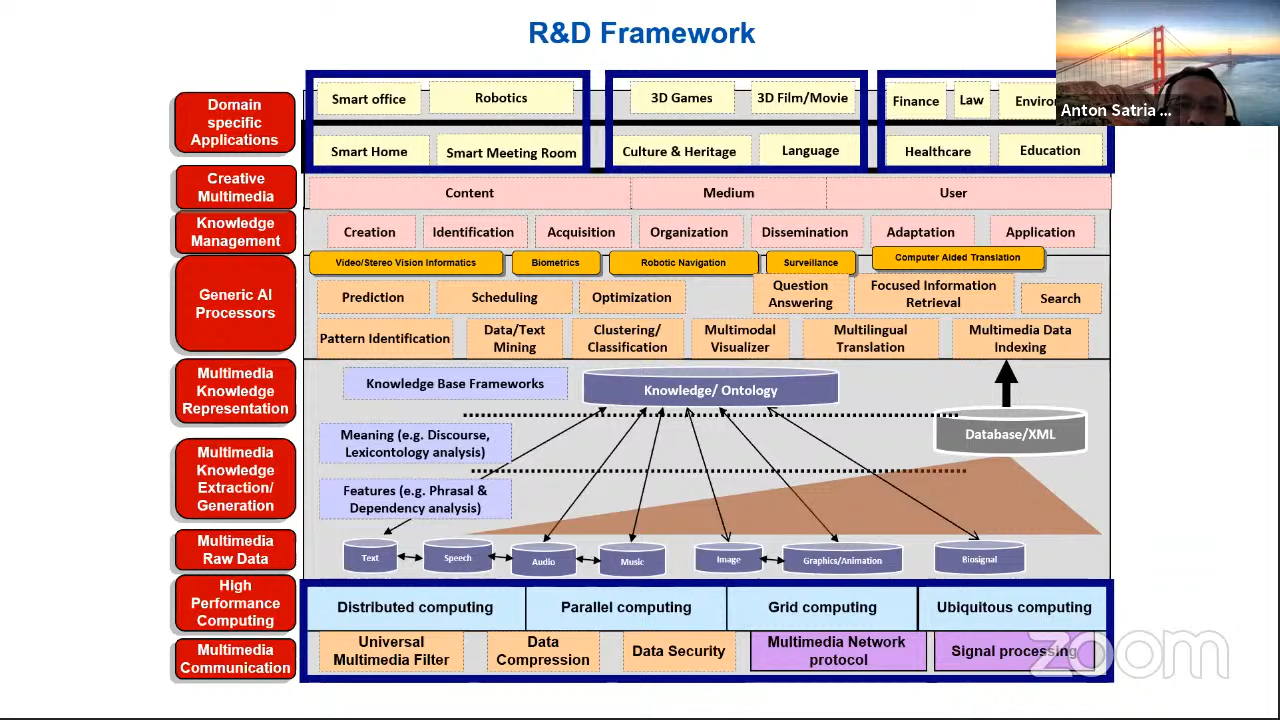 R&D Framework
Anton Satria ...
Domain
specific
Applications
Smart office
Robotics
3D Games
3D Film/Movie
Finance
Law
Smart Home
Smart Meeting Room
Culture & Heritage
Language
Healthcare
Education
Creative
Multimedia
Content
Medium
User
Knowledge
Management
Creation
Identification
Acquisition
Organization
Dissemination
Adaptation
Application
Video/Stereo Vision Informatics
Biometrics
Robotic Navigation
Surveillance
Computer Aided Translation
Generic AI
Processors
Prediction
Scheduling
Optimization
Question
Answering
Focused Information
Retrieval
Search
Pattern Identification
Data/Text
Mining
Clustering/
Classification
Multimodal
Visualizer
Multilingual
Translation
Multimedia Data
Indexing
Multimedia
Knowledge
Representation
Knowledge Base Frameworks
Knowledge/ Ontology
Database/XML
Meaning (e.g. Discourse,
Lexicontology analysis)
Multimedia
Knowledge
Extraction/
Generation
Features (e.g. Phrasal &
Dependency analysis)
Multimedia
Raw Data
Text
Speech
Audio
Music
Image
Graphics/Animation
Biosignal
High
Performance
Computing
Distributed computing
Parallel computing
Grid computing
Ubiquitous computing
Multimedia
Communication
Universal
Multimedia Filter
Data
Compression
Data Security
Multimedia Network
protocol
Signal processing
zoom